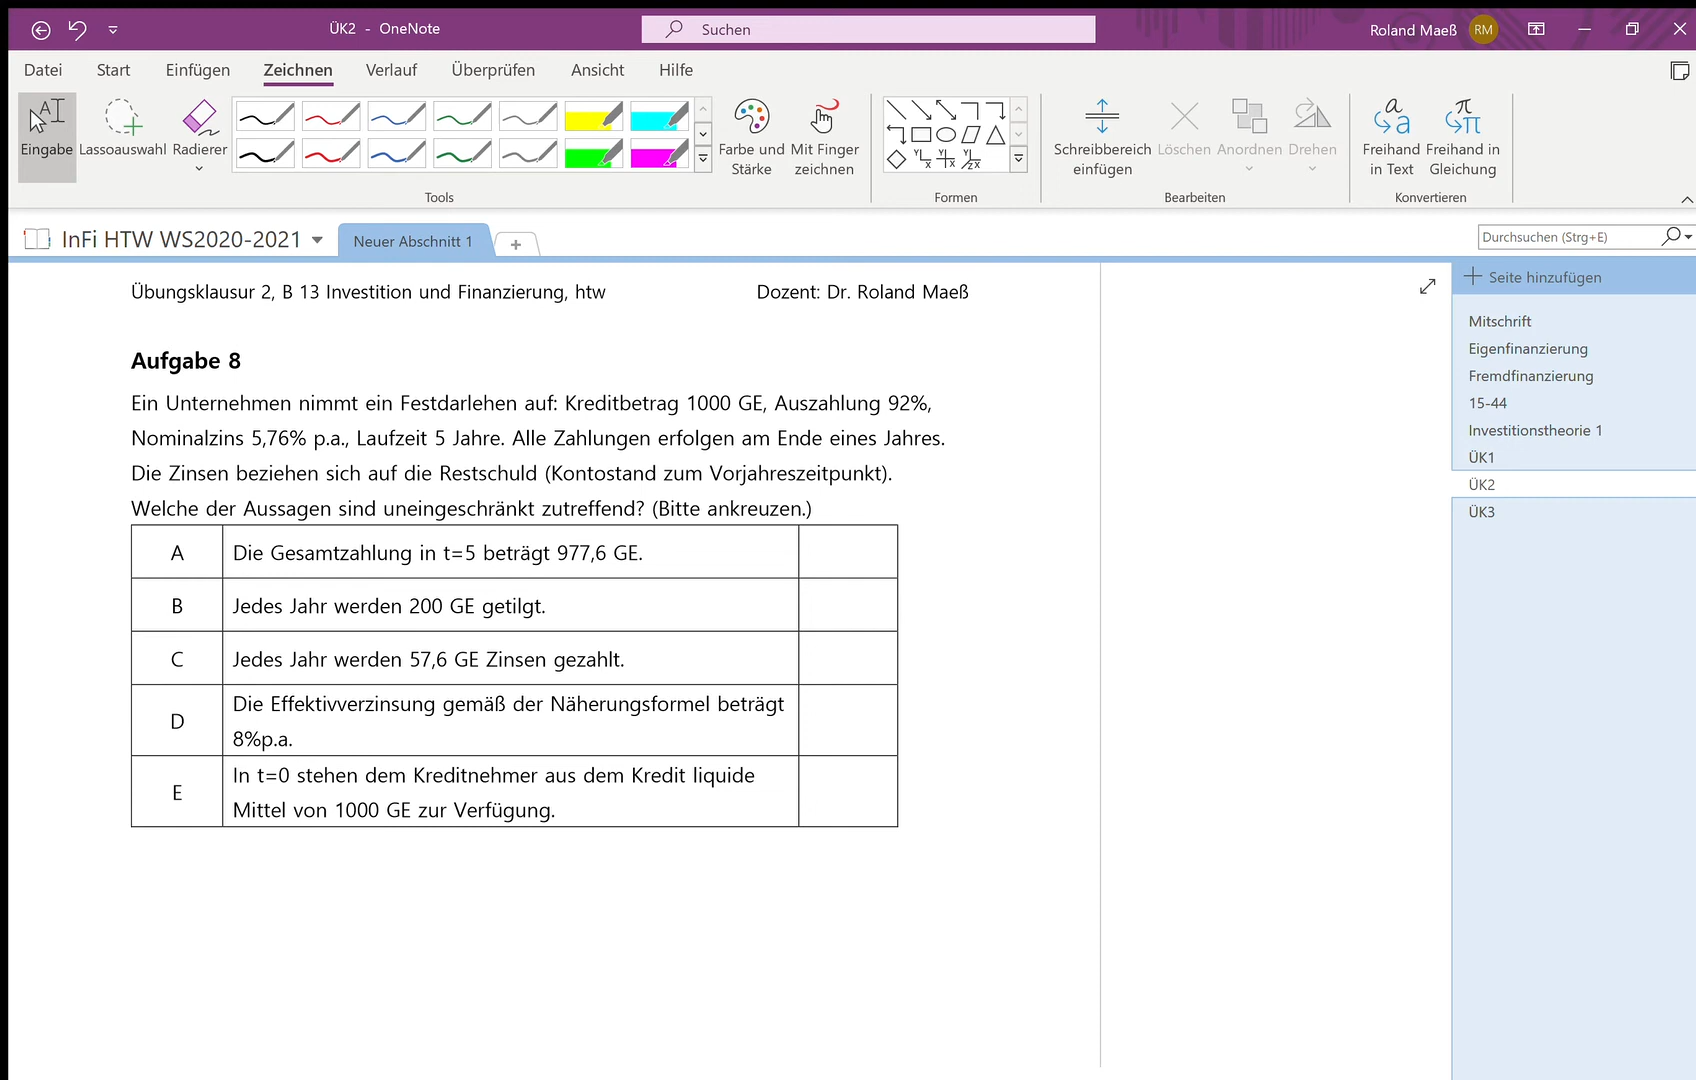 ÜK2 - OneNote
Suchen
Roland Maeß RM
Datei Start Einfügen Zeichnen Verlauf Überprüfen Ansicht Hilfe
Eingabe Lassoauswahl Radierer
Farbe und Stärke
Mit Finger zeichnen
Schreibbereich einfügen
Löschen Anordnen Drehen
Freihand in Text
Freihand in Gleichung
Tools Formen Bearbeiten Konvertieren
InFi HTW WS2020-2021 Neuer Abschnitt 1
Durchsuchen (Strg+E)
Seite hinzufügen
Mitschrift
Eigenfinanzierung
Fremdfinanzierung
15-44
Investitionstheorie 1
ÜK1
ÜK2
ÜK3
Übungsklausur 2, B 13 Investition und Finanzierung, htw Dozent: Dr. Roland Maeß
Aufgabe 8
Ein Unternehmen nimmt ein Festdarlehen auf: Kreditbetrag 1000 GE, Auszahlung 92%,
Nominalzins 5,76% p.a., Laufzeit 5 Jahre. Alle Zahlungen erfolgen am Ende eines Jahres.
Die Zinsen beziehen sich auf die Restschuld (Kontostand zum Vorjahreszeitpunkt).
Welche der Aussagen sind uneingeschränkt zutreffend? (Bitte ankreuzen.)
A Die Gesamtzahlung in t=5 beträgt 977,6 GE.
B Jedes Jahr werden 200 GE getilgt.
C Jedes Jahr werden 57,6 GE Zinsen gezahlt.
D Die Effektivverzinsung gemäß der Näherungsformel beträgt
8%p.a.
E In t=0 stehen dem Kreditnehmer aus dem Kredit liquide
Mittel von 1000 GE zur Verfügung.